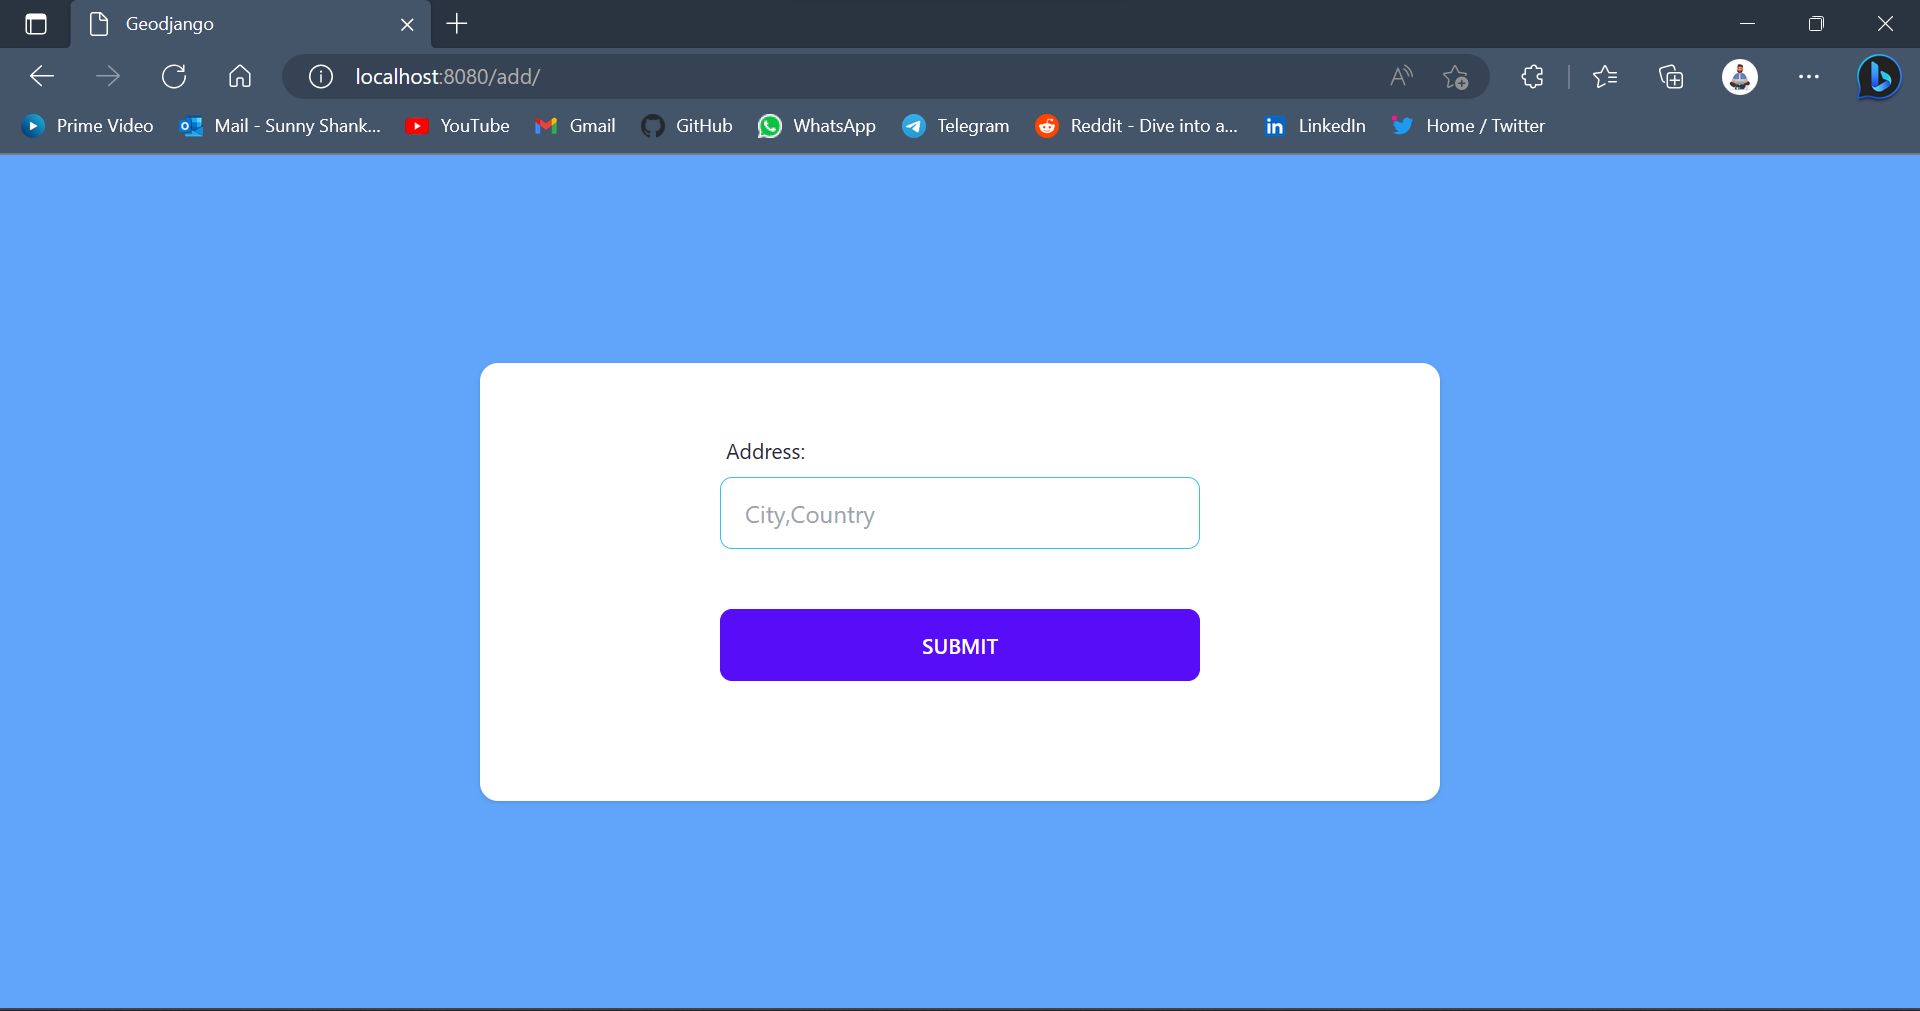 Geodjango
localhost:8080/add/
Prime Video Mail - Sunny Shank... YouTube Gmail GitHub WhatsApp Telegram Reddit - Dive into a... in LinkedIn Home / Twitter
Address:
City,Country
SUBMIT